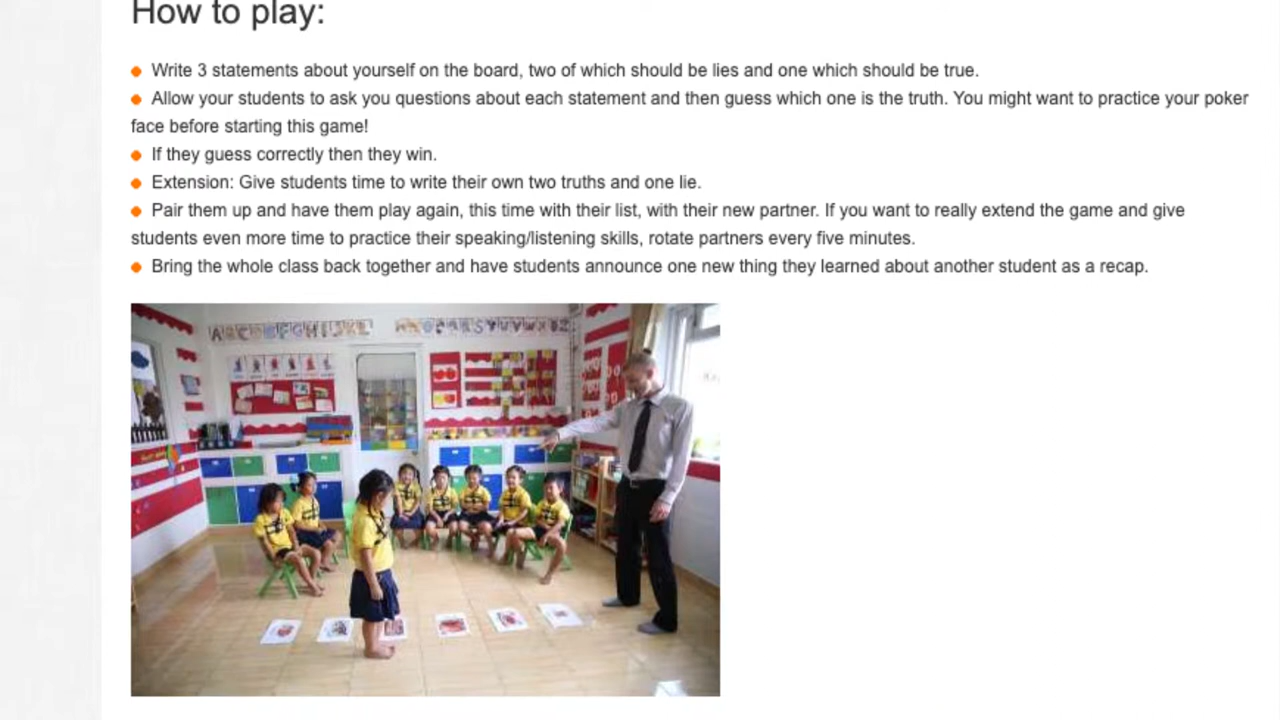 How to play:
Write 3 statements about yourself on the board, two of which should be lies and one which should be true.
Allow your students to ask you questions about each statement and then guess which one is the truth. You might want to practice your poker
face before starting this game!
If they guess correctly then they win.
Extension: Give students time to write their own two truths and one lie.
Pair them up and have them play again, this time with their list, with their new partner. If you want to really extend the game and give
students even more time to practice their speaking/listening skills, rotate partners every five minutes.
Bring the whole class back together and have students announce one new thing they learned about another student as a recap.